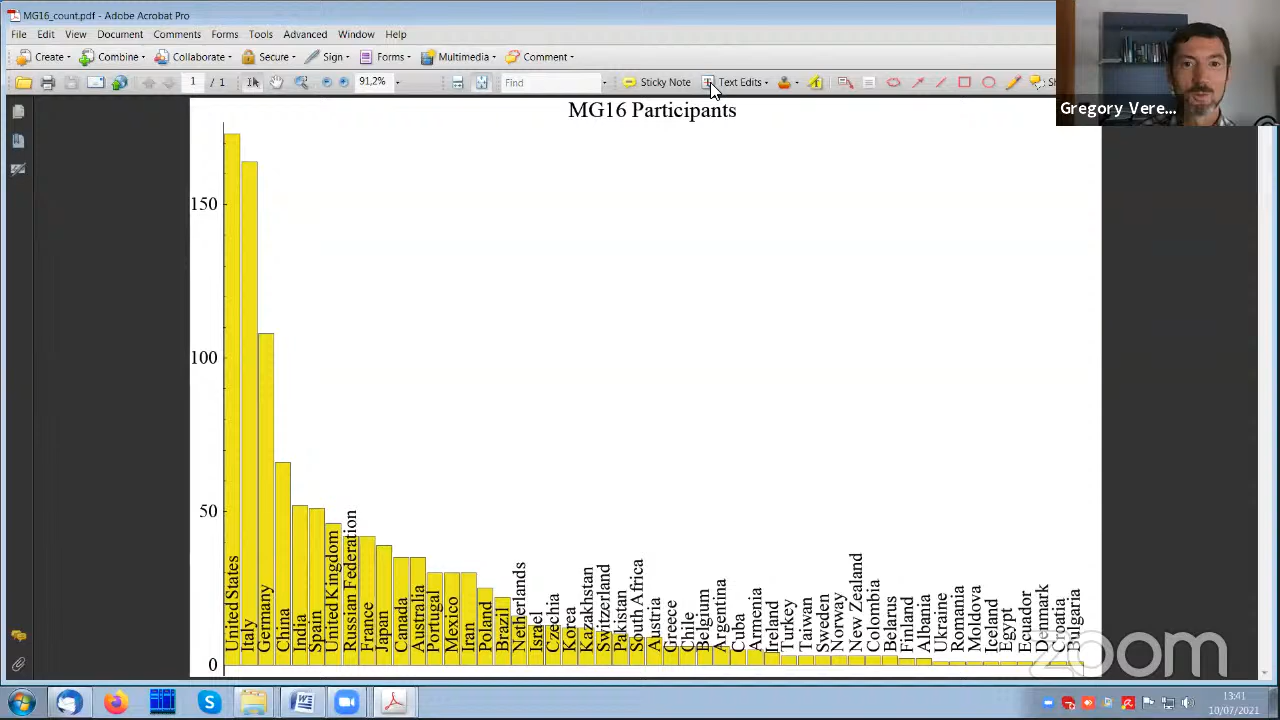 MG16_count.pdf - Adobe Acrobat Pro
File Edit View Document Comments Forms Tools Advanced Window Help
Create Combine Collaborate Secure Sign Forms Multimedia Comment
1 / 1 91,2% Find Sticky Note Text Edits
Gregory Vere...
MG16 Participants
150
100
50
0
United States
Italy
Germany
China
India
Spain
United Kingdom
Russian Federation
France
Japan
Canada
Australia
Portugal
Mexico
Iran
Poland
Brazil
Netherlands
Israel
Czechia
Korea
Kazakhstan
Switzerland
Pakistan
South Africa
Austria
Greece
Chile
Belgium
Argentina
Cuba
Armenia
Ireland
Turkey
Taiwan
Sweden
Norway
New Zealand
Colombia
Belarus
Finland
Albania
Ukraine
Romania
Moldova
Iceland
Egypt
Ecuador
Denmark
Croatia
Bulgaria
zoom
13:41
10/07/2021